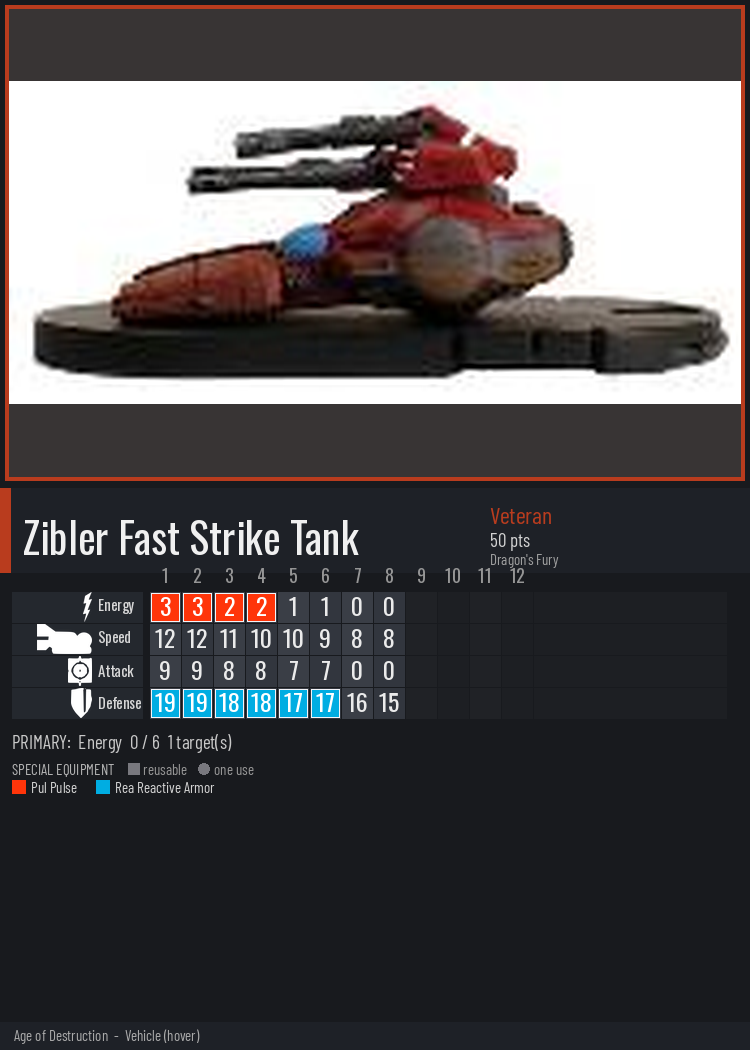 Zibler Fast Strike Tank
Veteran
50 pts
Dragon's Fury
1 2 3 4 5 6 7 8 9 10 11 12
Energy 3 3 2 2 1 1 0 0
Speed 12 12 11 10 10 9 8 8
Attack 9 9 8 8 7 7 0 0
Defense 19 19 18 18 17 17 16 15
PRIMARY: Energy 0 / 6 1 target(s)
SPECIAL EQUIPMENT reusable one use
Pul Pulse Rea Reactive Armor
Age of Destruction - Vehicle (hover)